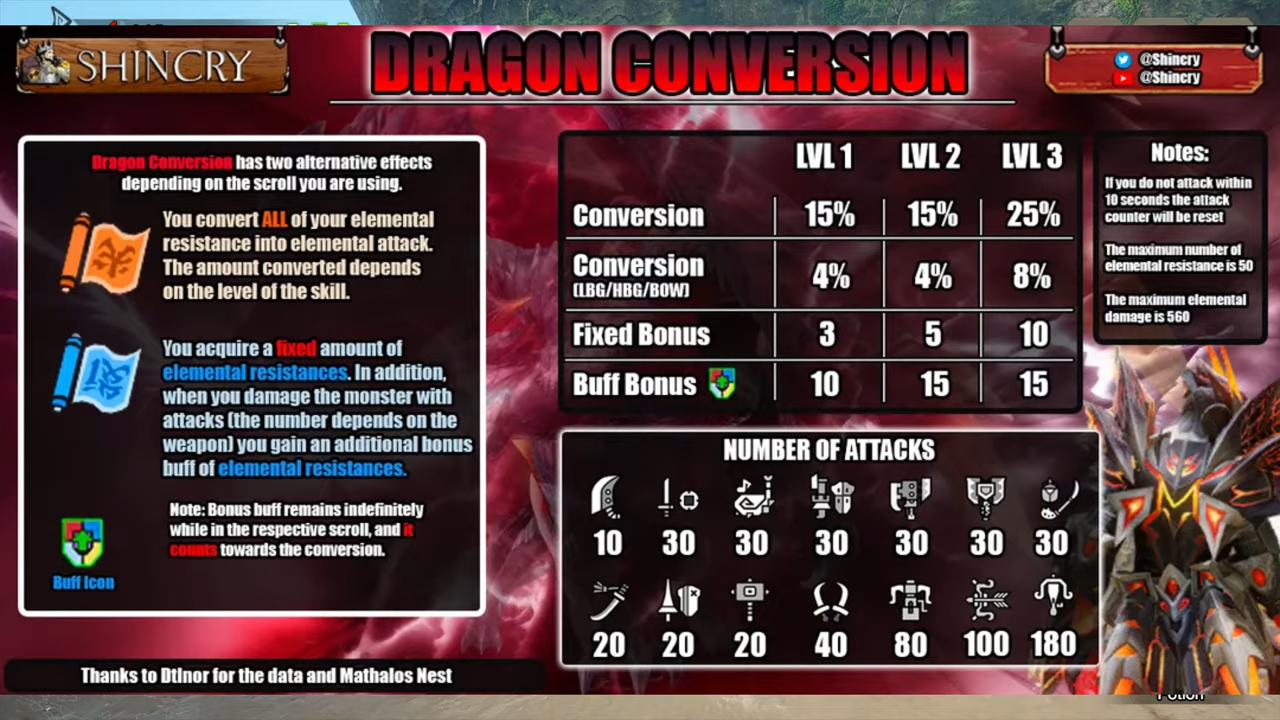 SHINCRY
DRAGON CONVERSION
@Shincry
@Shincry
Dragon Conversion has two alternative effects
depending on the scroll you are using.
You convert ALL of your elemental
resistance into elemental attack.
The amount converted depends
on the level of the skill.
You acquire a fixed amount of
elemental resistances. In addition,
when you damage the monster with
attacks (the number depends on the
weapon) you gain an additional bonus
buff of elemental resistances.
Note: Bonus buff remains indefinitely
while in the respective scroll, and it
counts towards the conversion.
Buff Icon
LVL 1 LVL 2 LVL 3
Conversion 15% 15% 25%
Conversion
(LBG/HBG/BOW) 4% 4% 8%
Fixed Bonus 3 5 10
Buff Bonus 10 15 15
Notes:
If you do not attack within
10 seconds the attack
counter will be reset
The maximum number of
elemental resistance is 50
The maximum elemental
damage is 560
NUMBER OF ATTACKS
10 30 30 30 30 30 30
20 20 20 40 80 100 180
Thanks to Dtlnor for the data and Mathalos Nest
Potion